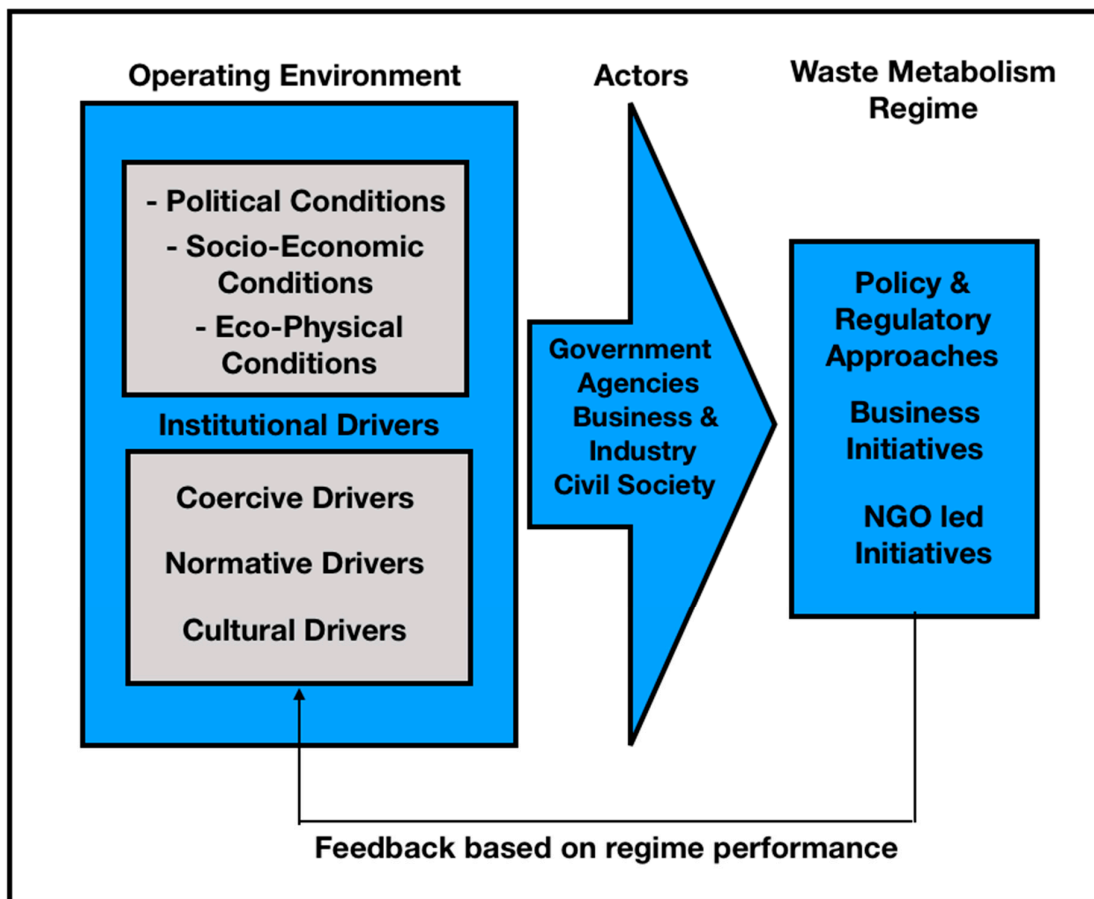 Operating Environment
- Political Conditions
- Socio-Economic
Conditions
- Eco-Physical
Conditions
Institutional Drivers
Coercive Drivers
Normative Drivers
Cultural Drivers
Actors
Government
Agencies
Business &
Industry
Civil Society
Waste Metabolism
Regime
Policy &
Regulatory
Approaches
Business
Initiatives
NGO led
Initiatives
Feedback based on regime performance